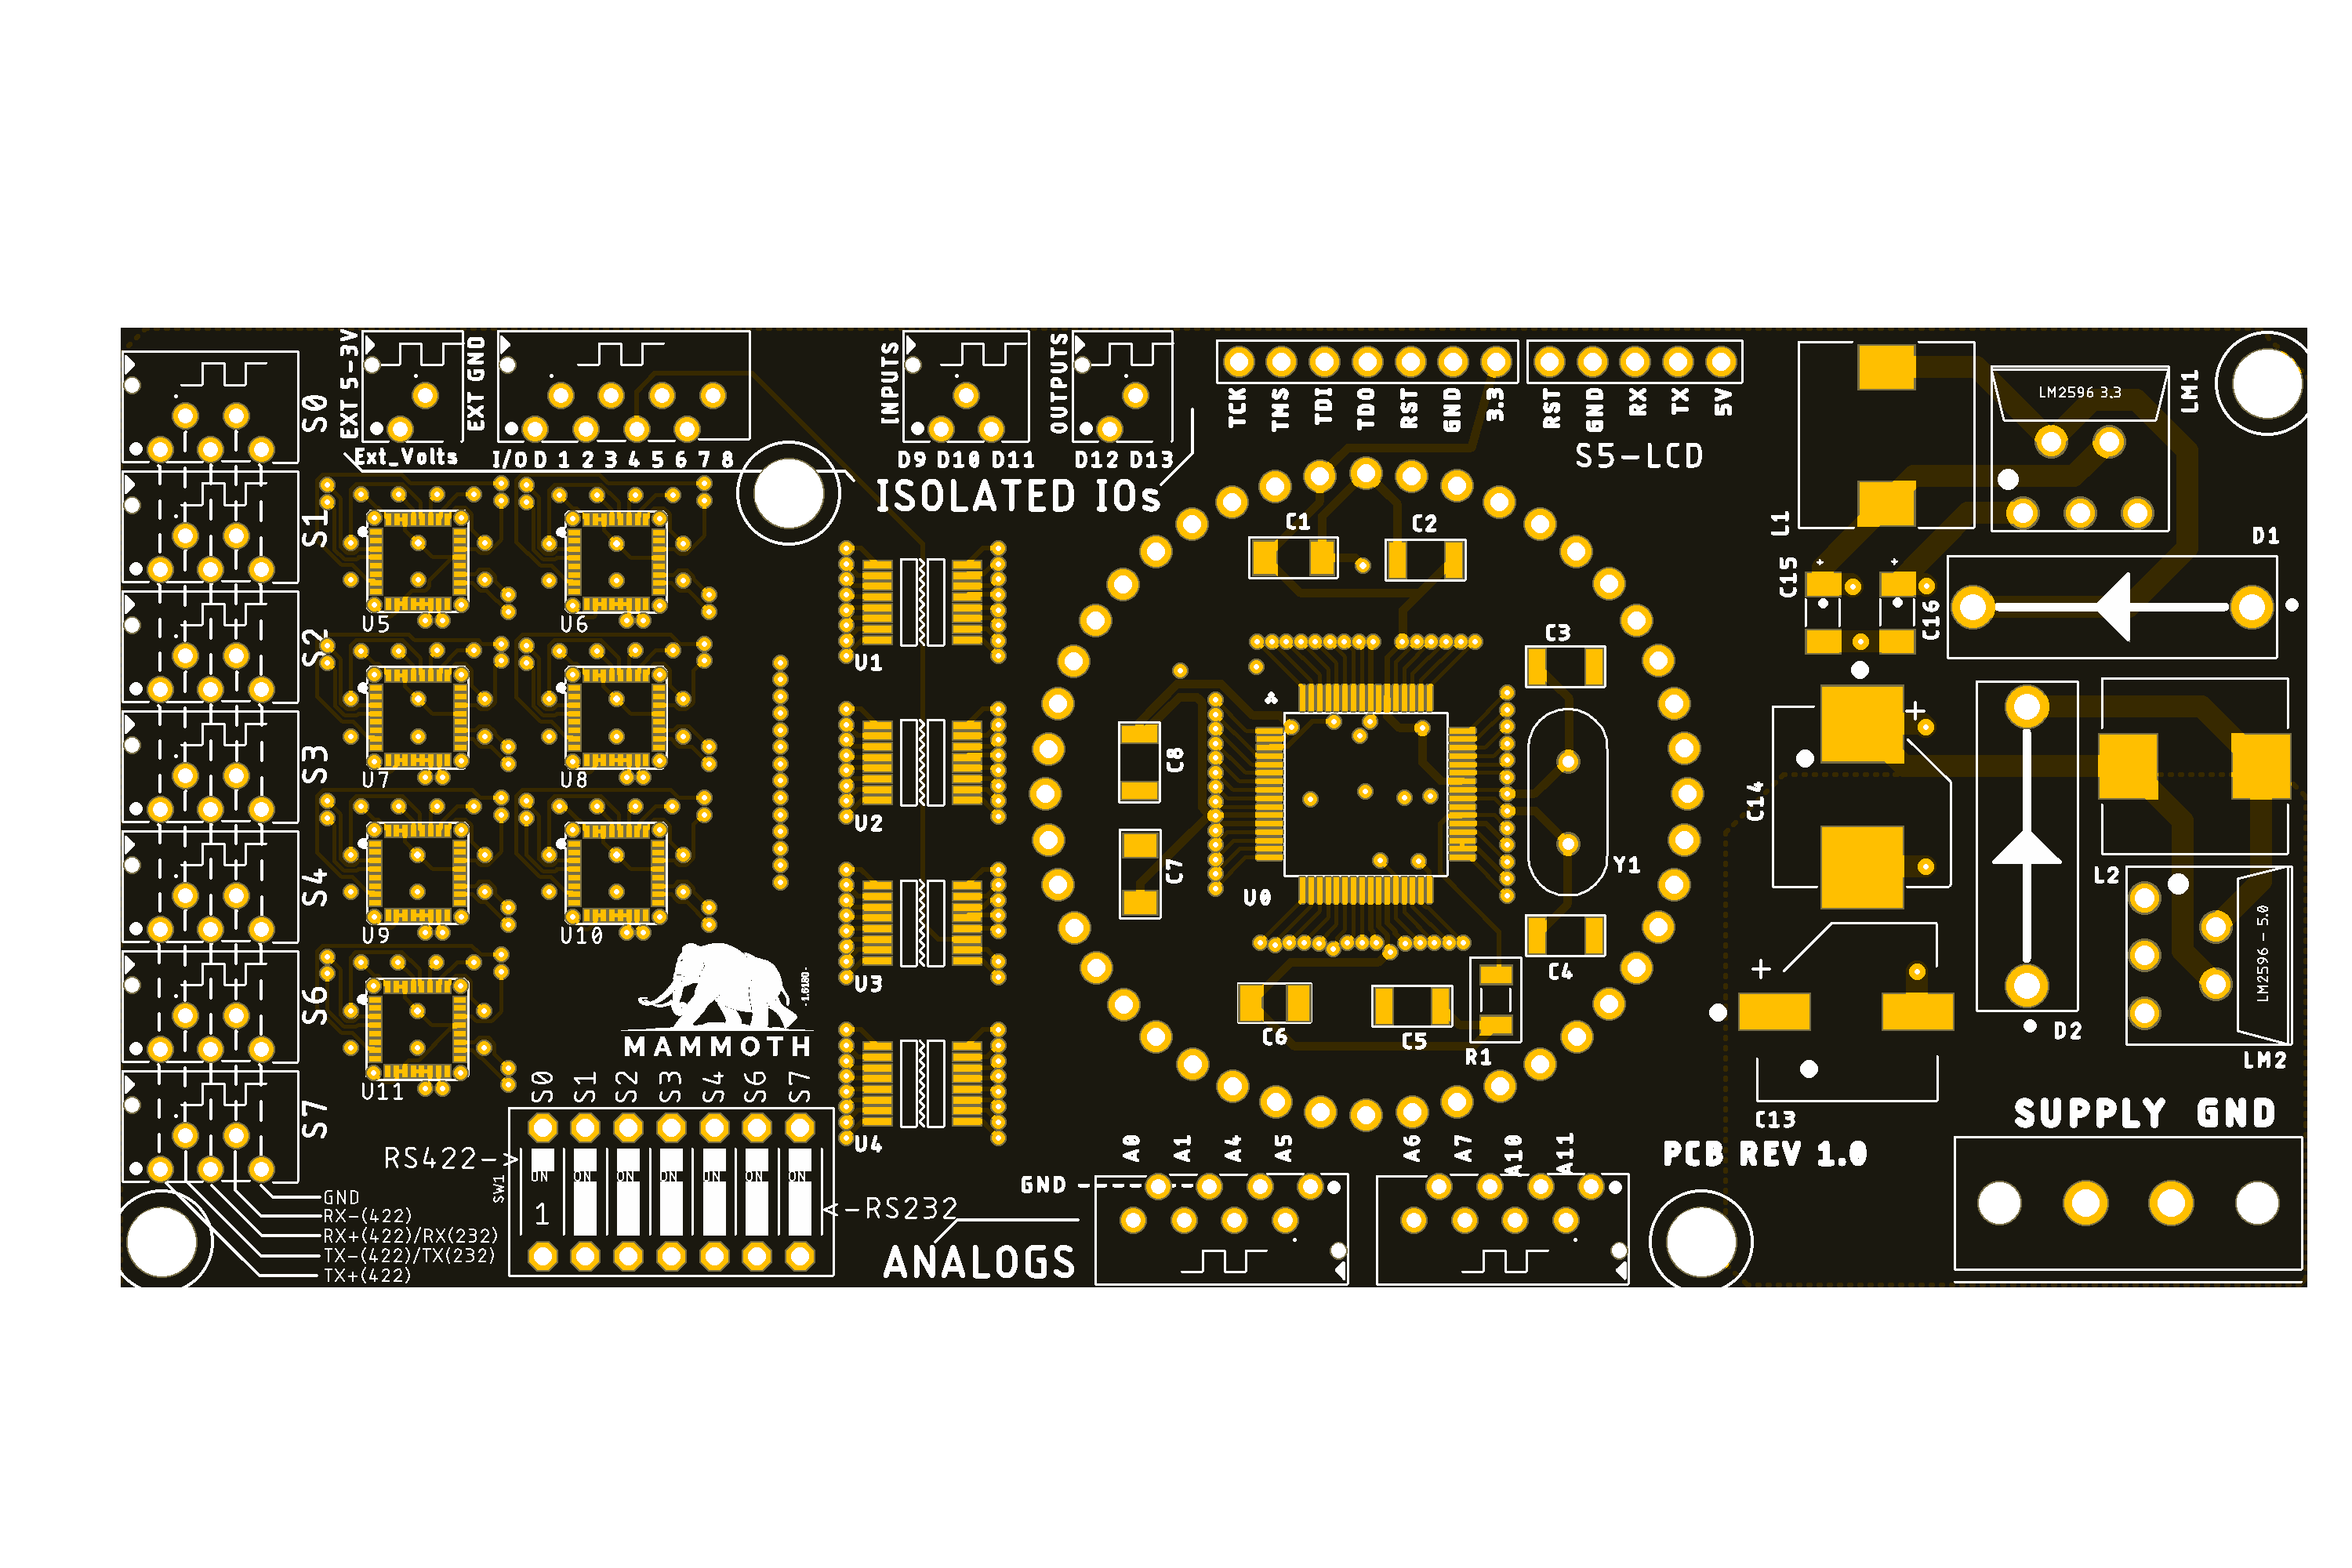 EXT 5-3V
EXT GND
INPUTS
OUTPUTS
S0
Ext_Volts
I/O D 1 2 3 4 5 6 7 8
D9 D10 D11
D12 D13
TCK TMS TDI TDO RST GND 3.3
RST GND RX TX 5V
S5-LCD
LM2596 3.3
LM1
L1
ISOLATED IOs
S1
C1
C2
D1
C15
C16
U5
U6
S2
U1
C3
U7
U8
S3
U2
C8
C14
C7
U0
Y1
L2
S4
U9
U10
U3
C4
LM2596 - 5.0
-1.6180-
MAMMOTH
S6
U11
C6
C5
R1
D2
LM2
S0 S1 S2 S3 S4 S6 S7
S7
U4
C13
SUPPLY GND
A0 A1 A4 A5
A6 A7 A10 A11
PCB REV 1.0
RS422->
SW1
ON ON ON ON ON ON ON
1
<-RS232
GND
GND
RX-(422)
RX+(422)/RX(232)
TX-(422)/TX(232)
TX+(422)
ANALOGS